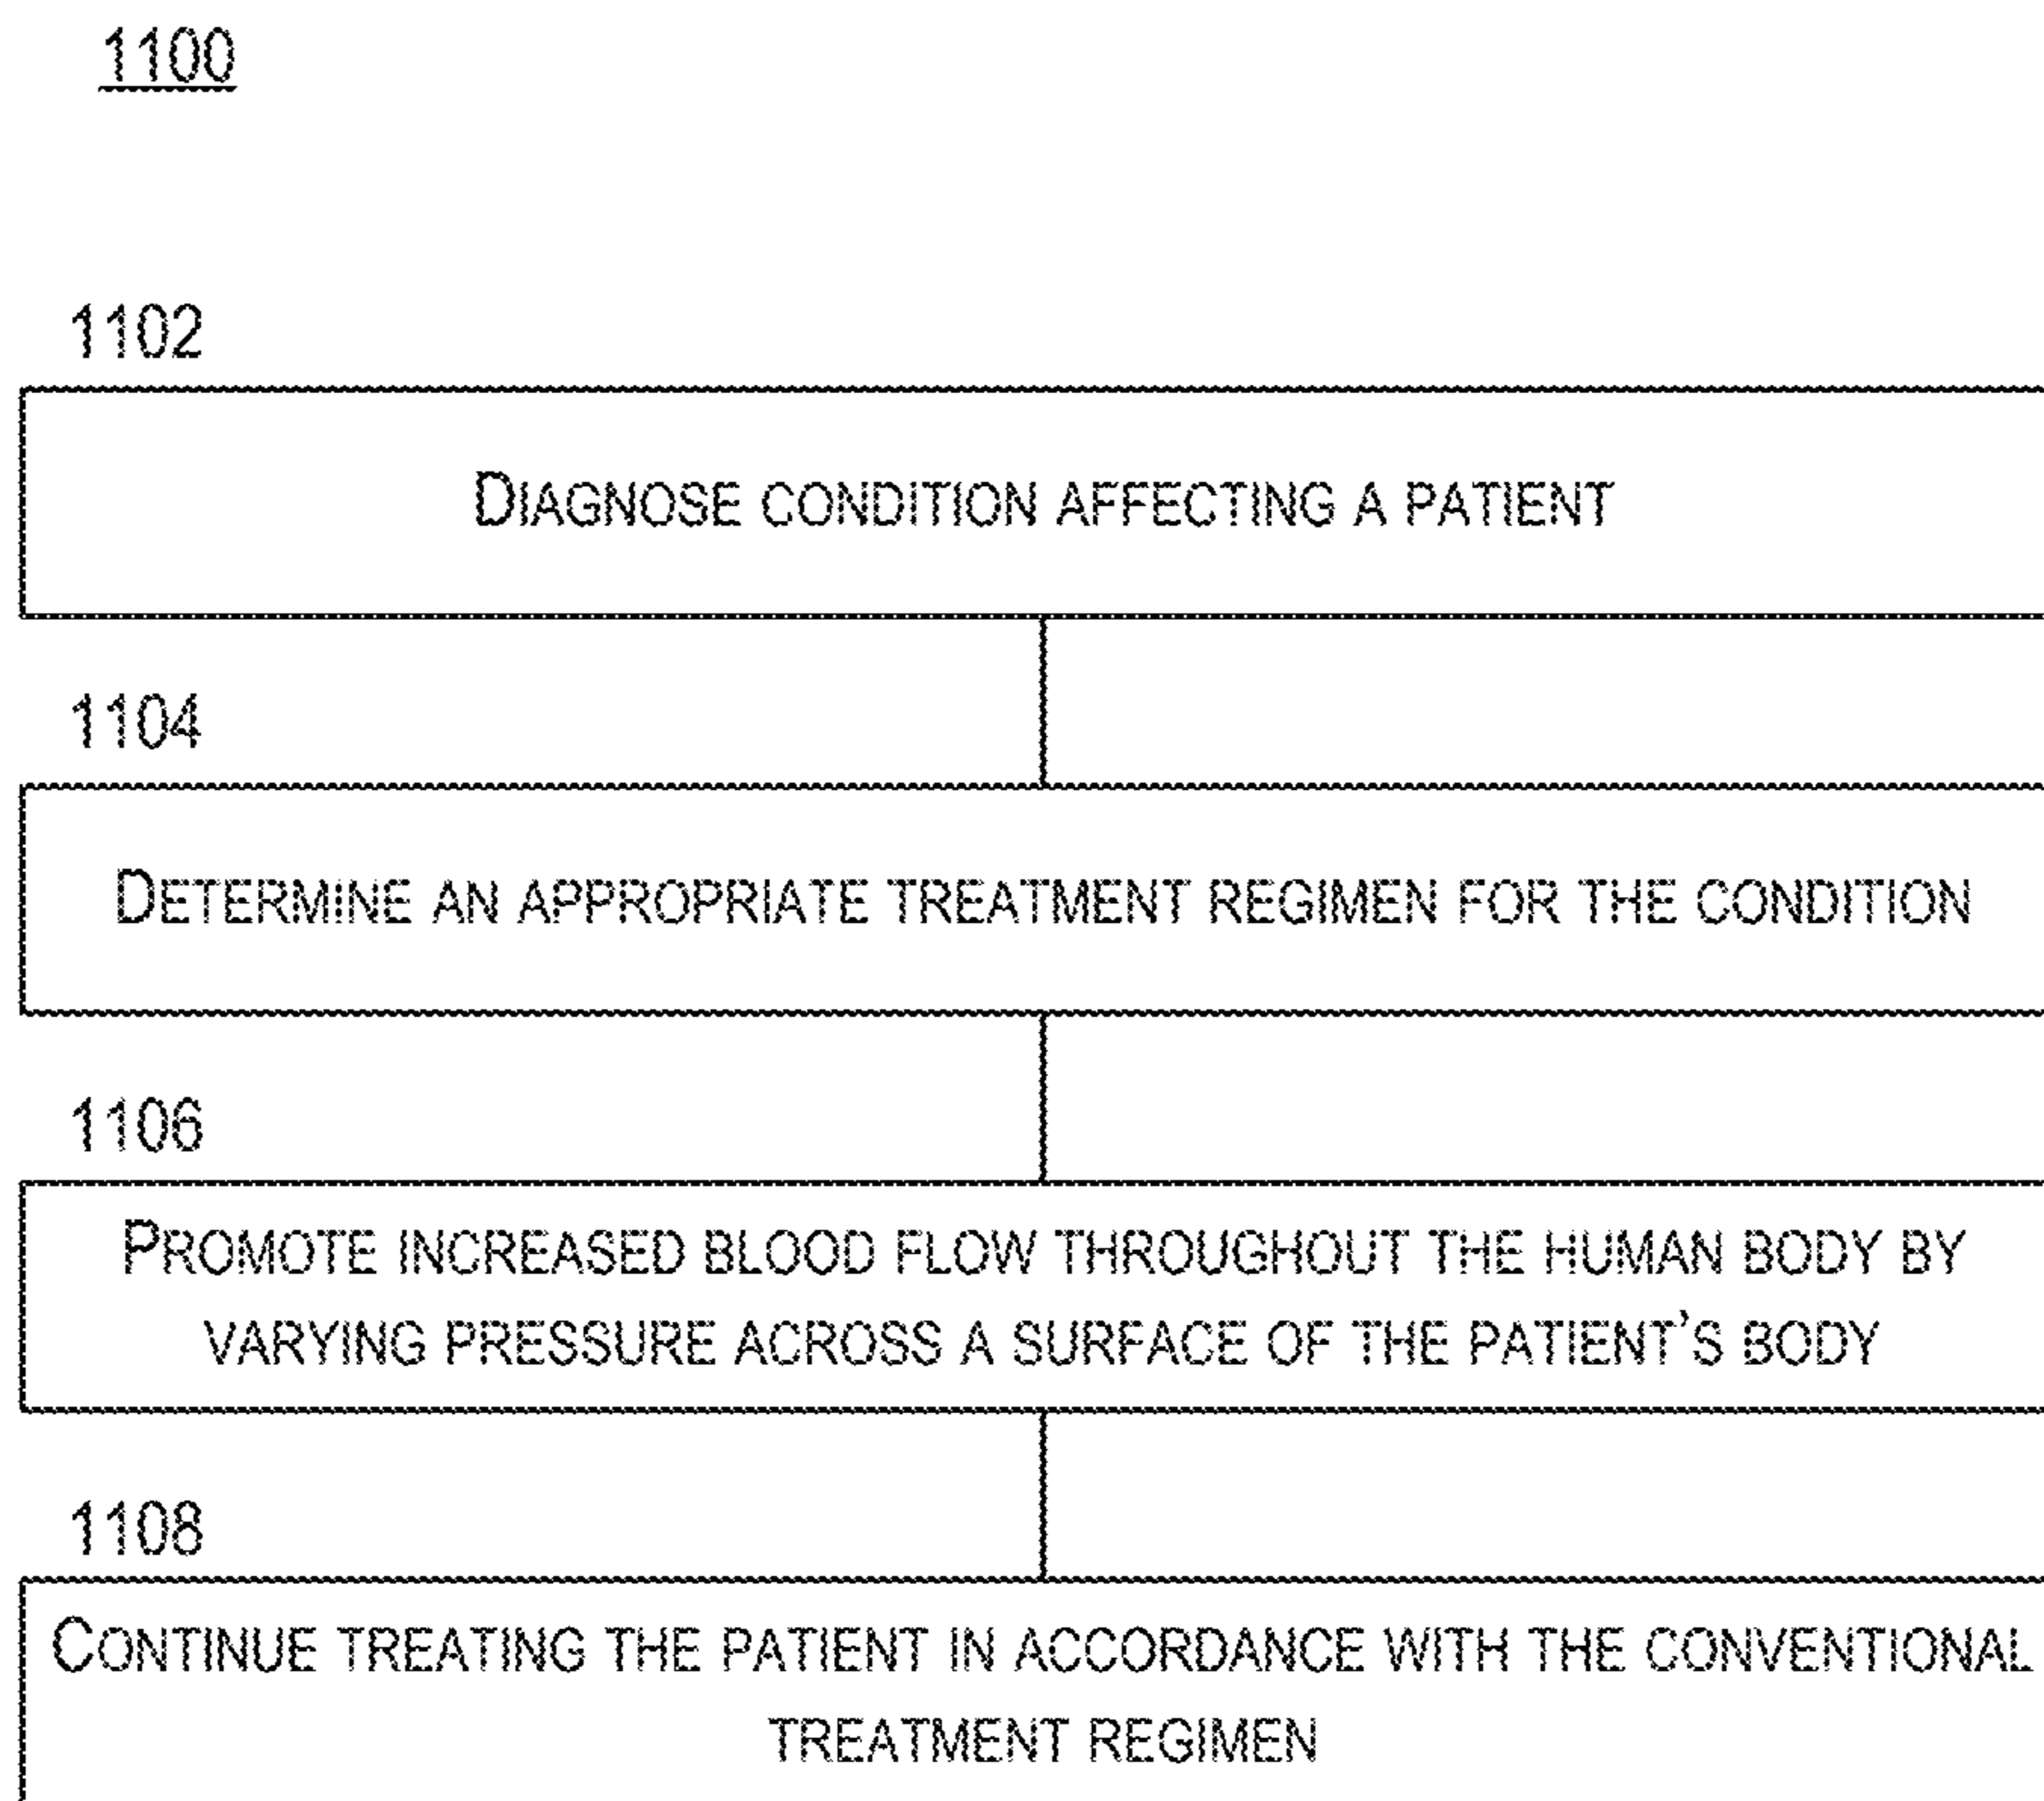 1100
1102
DIAGNOSE CONDITION AFFECTING A PATIENT
1104
DETERMINE AN APPROPRIATE TREATMENT REGIMEN FOR THE CONDITION
1106
PROMOTE INCREASED BLOOD FLOW THROUGHOUT THE HUMAN BODY BY
VARYING PRESSURE ACROSS A SURFACE OF THE PATIENT'S BODY
1108
CONTINUE TREATING THE PATIENT IN ACCORDANCE WITH THE CONVENTIONAL
TREATMENT REGIMEN